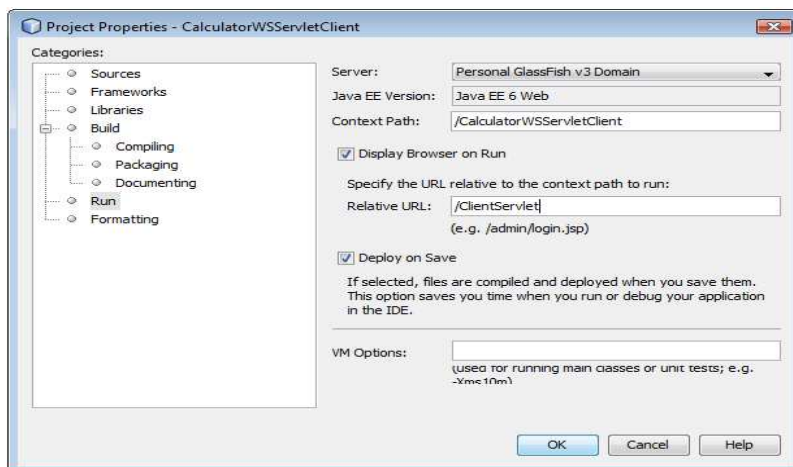 Project Properties - CalculatorWSServletClient
Categories:
Sources
Frameworks
Libraries
Build
Compiling
Packaging
Documenting
Run
Formatting
Server: Personal GlassFish v3 Domain
Java EE Version: Java EE 6 Web
Context Path: /CalculatorWSServletClient
Display Browser on Run
Specify the URL relative to the context path to run:
Relative URL: /ClientServlet
(e.g. /admin/login.jsp)
Deploy on Save
If selected, files are compiled and deployed when you save them.
This option saves you time when you run or debug your application
in the IDE.
VM Options:
(used for running main classes or unit tests; e.g.
-Xms10m)
OK Cancel Help